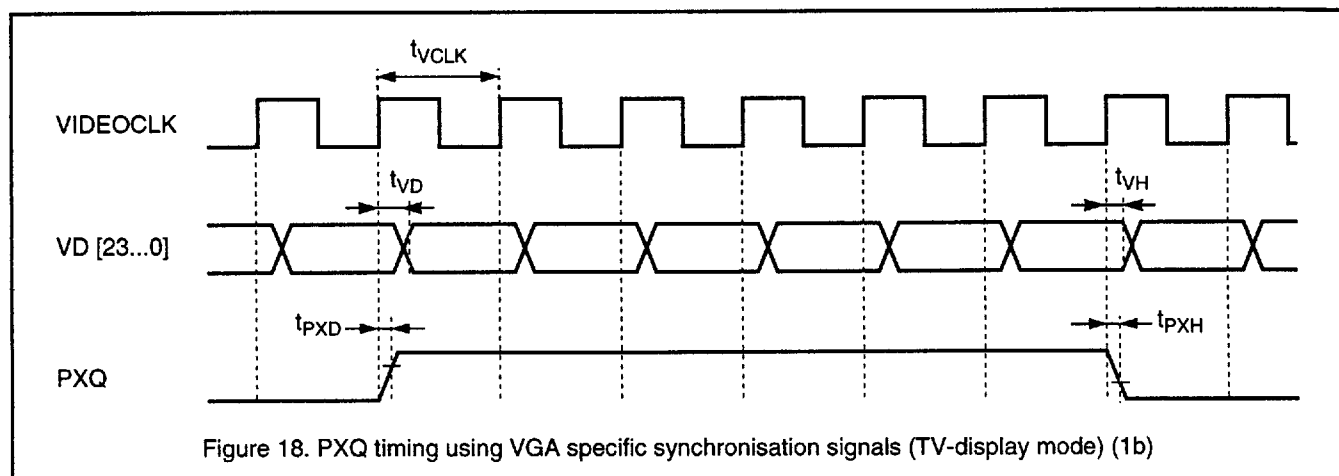 tVCLK
VIDEOCLK
tVD
tVH
VD [23...0]
tPXD
tPXH
PXQ
Figure 18. PXQ timing using VGA specific synchronisation signals (TV-display mode) (1b)